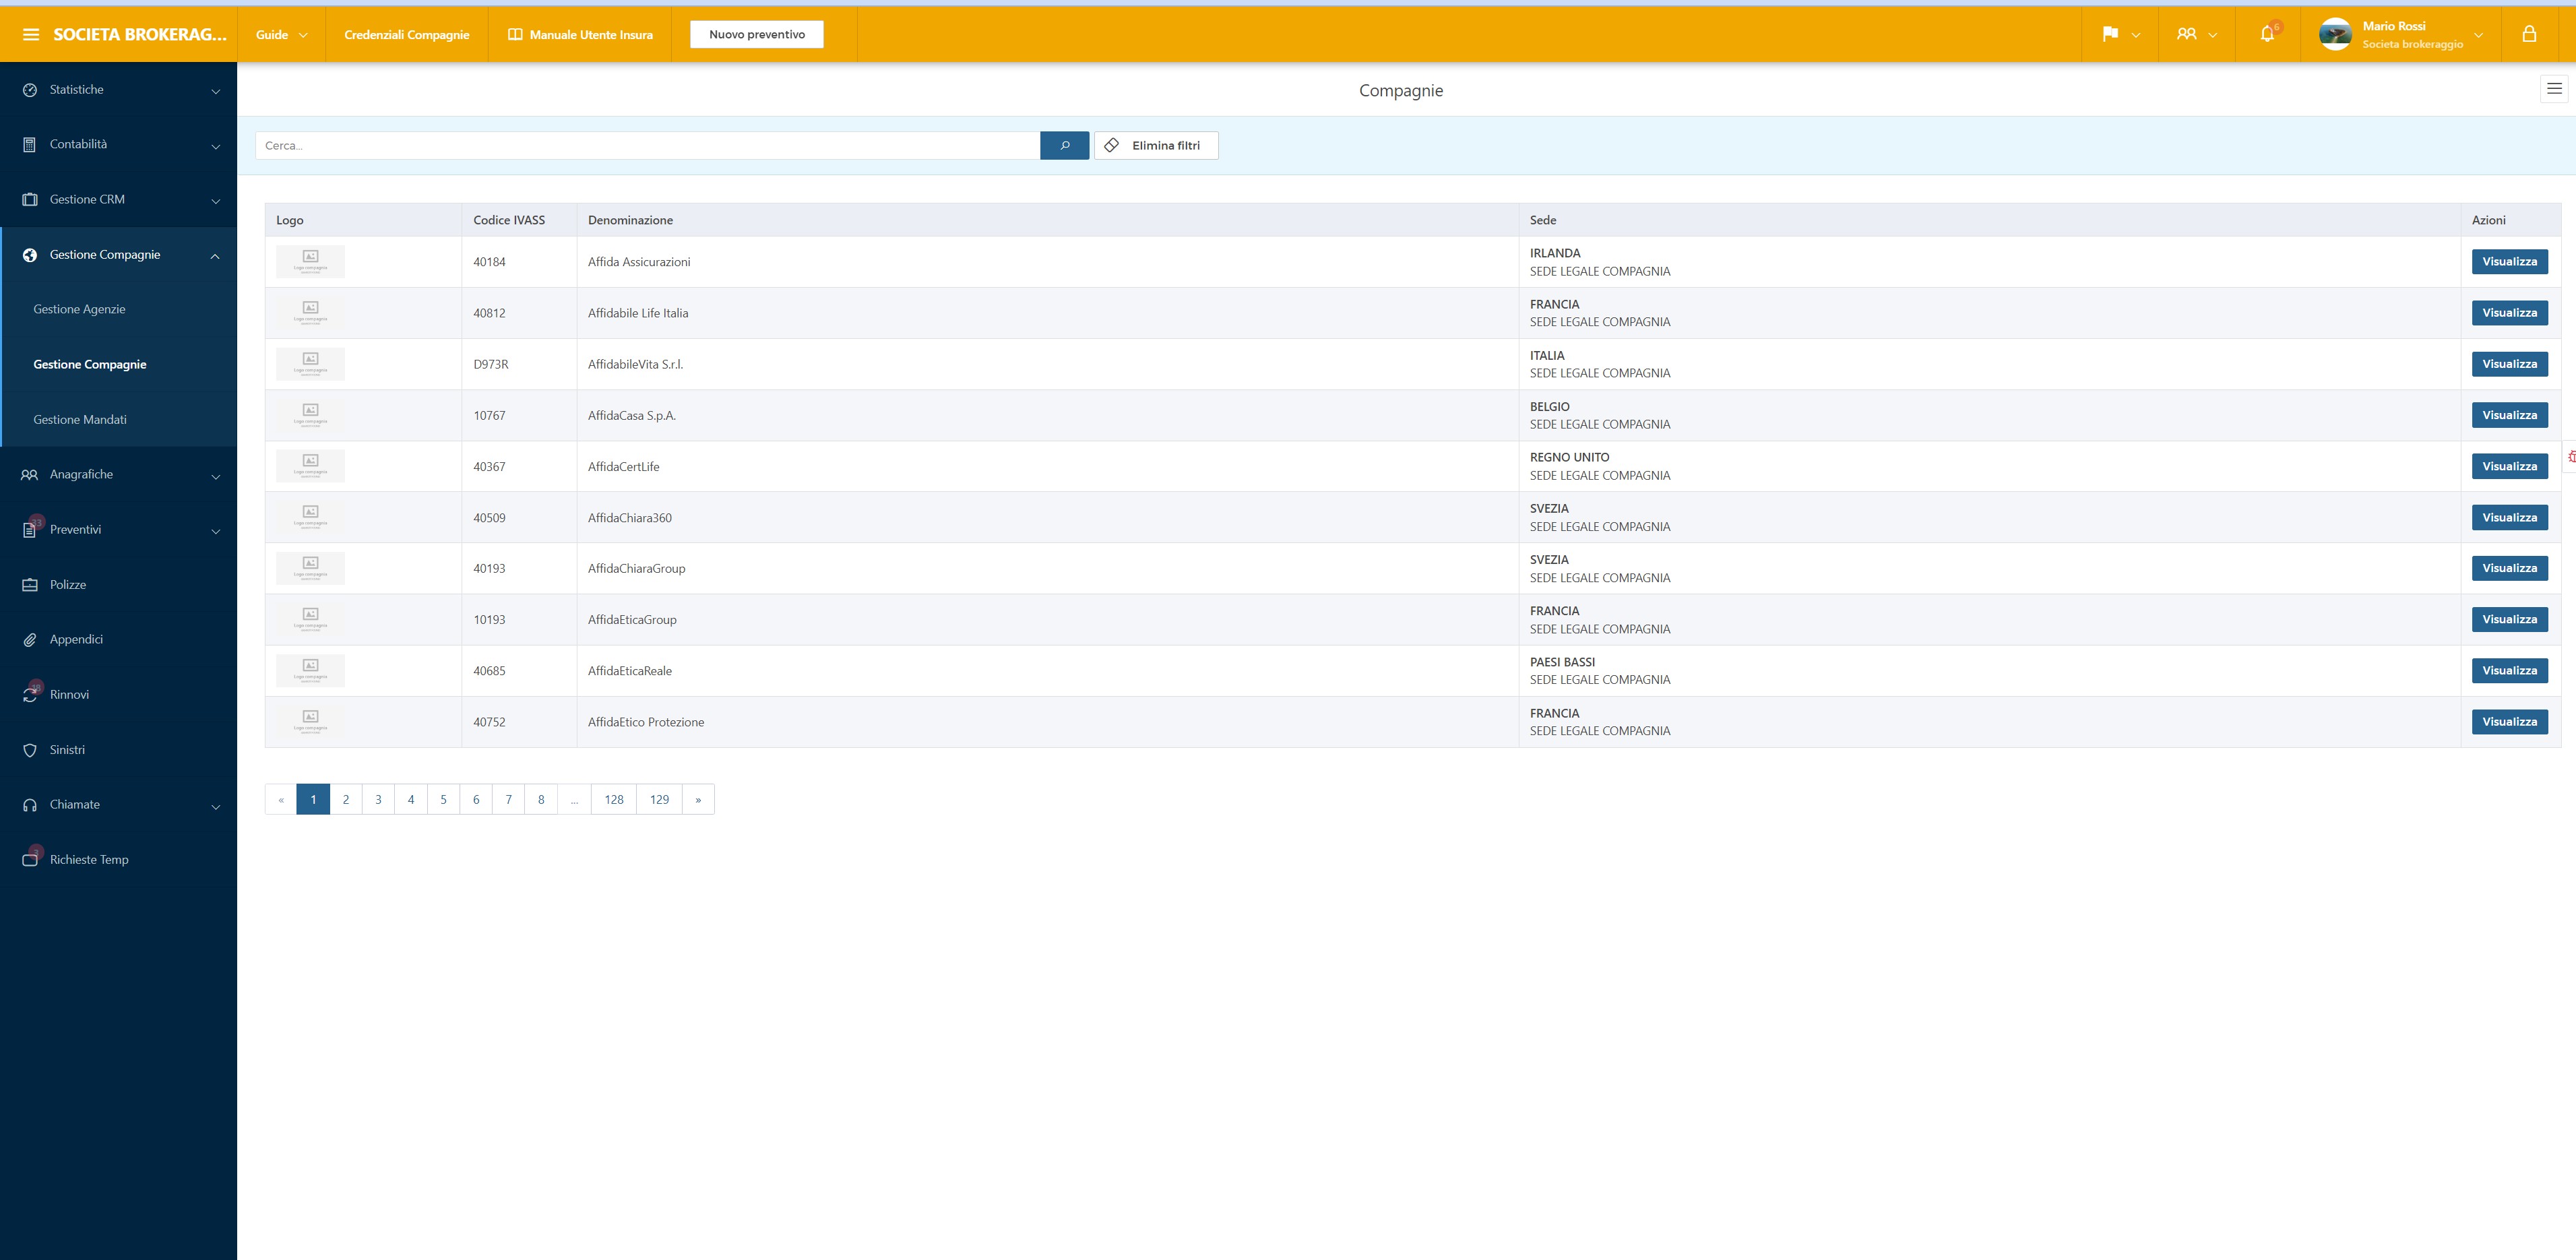 SOCIETA BROKERAG...
Guide
Credenziali Compagnie
Manuale Utente Insura
Nuovo preventivo
6
Mario Rossi
Societa brokeraggio
Statistiche
Contabilità
Gestione CRM
Gestione Compagnie
Gestione Agenzie
Gestione Compagnie
Gestione Mandati
Anagrafiche
33
Preventivi
Polizze
Appendici
Rinnovi
Sinistri
Chiamate
3
Richieste Temp
Compagnie
Cerca...
Elimina filtri
Logo Codice IVASS Denominazione Sede Azioni
Logo compagnia
40184 Affida Assicurazioni
IRLANDA
SEDE LEGALE COMPAGNIA
Visualizza
Logo compagnia
40812 Affidabile Life Italia
FRANCIA
SEDE LEGALE COMPAGNIA
Visualizza
Logo compagnia
D973R AffidabileVita S.r.l.
ITALIA
SEDE LEGALE COMPAGNIA
Visualizza
Logo compagnia
10767 AffidaCasa S.p.A.
BELGIO
SEDE LEGALE COMPAGNIA
Visualizza
Logo compagnia
40367 AffidaCertLife
REGNO UNITO
SEDE LEGALE COMPAGNIA
Visualizza
Logo compagnia
40509 AffidaChiara360
SVEZIA
SEDE LEGALE COMPAGNIA
Visualizza
Logo compagnia
40193 AffidaChiaraGroup
SVEZIA
SEDE LEGALE COMPAGNIA
Visualizza
Logo compagnia
10193 AffidaEticaGroup
FRANCIA
SEDE LEGALE COMPAGNIA
Visualizza
Logo compagnia
40685 AffidaEticaReale
PAESI BASSI
SEDE LEGALE COMPAGNIA
Visualizza
Logo compagnia
40752 AffidaEtico Protezione
FRANCIA
SEDE LEGALE COMPAGNIA
Visualizza
« 1 2 3 4 5 6 7 8 ... 128 129 »